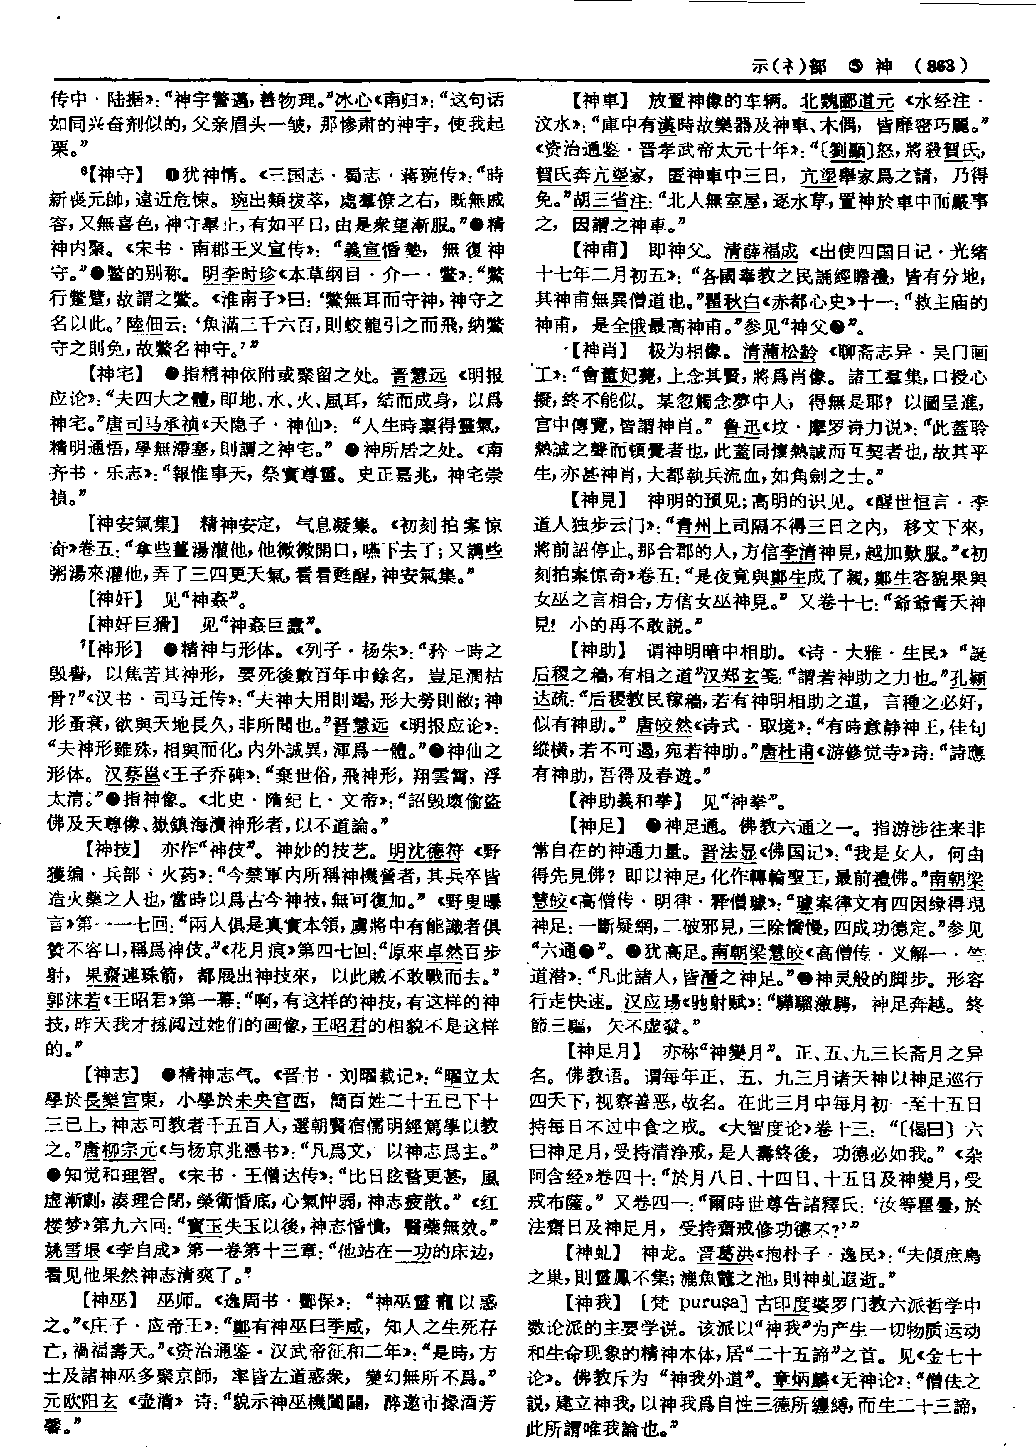 示(礻)部 ⑤ 神 (863)
传中·陆据》：“神宇警邁，善物理。”冰心《南归》：“这句话
如同兴奋剂似的，父亲眉头一皱，那惨肃的神宇，使我起
栗。”
⁶【神守】 ❶犹神情。《三国志·蜀志·蒋琬传》：“時
新喪元帥，遠近危悚。琬出類拔萃，處羣僚之右，既無戚
容，又無喜色，神守舉止，有如平日，由是衆望漸服。”❷精
神内聚。《宋书·南郡王义宣传》：“義宣惛墊，無復神
守。”❸鳖的别称。明李时珍《本草纲目·介一·鳖》：“鱉
行蹩躄，故謂之鱉。《淮南子》曰：‘鱉無耳而守神，神守之
名以此。’陸佃云：‘魚滿三千六百，則蛟龍引之而飛，納鱉
守之則免，故鱉名神守。’”
【神宅】 ❶指精神依附或聚留之处。晋慧远《明报
应论》：“夫四大之體，即地、水、火、風耳，結而成身，以爲
神宅。”唐司马承祯《天隐子·神仙》：“人生時稟得靈氣，
精明通悟，學無滯塞，則謂之神宅。”❷神所居之处。《南
齐书·乐志》：“報惟事天，祭實尊靈。史正嘉兆，神宅崇
禎。”
【神安氣集】 精神安定，气息凝集。《初刻拍案惊
奇》卷五：“拿些薑湯灌他，他微微開口，嚥下去了；又調些
粥湯來灌他，弄了三四更天氣，看看甦醒，神安氣集。”
【神奸】 见“神姦”。
【神奸巨猾】 见“神姦巨蠹”。
⁷【神形】 ❶精神与形体。《列子·杨朱》：“矜一時之
毁譽，以焦苦其神形，要死後數百年中餘名，豈足潤枯
骨？”《汉书·司马迁传》：“夫神大用則竭，形大勞則敝；神
形蚤衰，欲與天地長久，非所聞也。”晋慧远《明报应论》：
“夫神形雖殊，相與而化，内外誠異，渾爲一體。”❷神仙之
形体。汉蔡邕《王子乔碑》：“棄世俗，飛神形，翔雲霄，浮
太清。”❸指神像。《北史·隋纪上·文帝》：“詔毁壞偷盜
佛及天尊像、嶽鎮海瀆神形者，以不道論。”
【神技】 亦作“神伎”。神妙的技艺。明沈德符《野
獲编·兵部·火药》：“今禁軍内所稱神機營者，其兵卒皆
造火藥之人也，當時以爲古今神技，無可復加。”《野叟曝
言》第一一七回：“兩人俱是真實本領，虜將中有能識者俱
贊不容口，稱爲神伎。”《花月痕》第四七回：“原來卓然百步
射，果齋連珠箭，都展出神技來，以此贼不敢戰而去。”
郭沫若《王昭君》第一幕：“啊，有这样的神技，有这样的神
技，昨天我才拣阅过她们的画像，王昭君的相貌不是这样
的。”
【神志】 ❶精神志气。《晋书·刘曜载记》：“曜立太
學於長樂宫東，小學於未央宫西，簡百姓二十五已下十
三已上，神志可教者千五百人，選朝賢宿儒明經篤學以教
之。”唐柳宗元《与杨京兆凭书》：“凡爲文，以神志爲主。”
❷知觉和理智。《宋书·王僧达传》：“比日眩瞀更甚，風
虚漸劇，湊理合閉，榮衛惛底，心氣忡弱，神志疲散。”《红
楼梦》第九六回：“寶玉失玉以後，神志惛憒，醫藥無效。”
姚雪垠《李自成》第一卷第十三章：“他站在一功的床边，
看见他果然神志清爽了。”
【神巫】 巫师。《逸周书·酆保》：“神巫靈寵以惑
之。”《庄子·应帝王》：“鄭有神巫曰季咸，知人之生死存
亡，禍福壽夭。”《资治通鉴·汉武帝征和二年》：“是時，方
士及諸神巫多聚京師，率皆左道惑衆，變幻無所不爲。”
元欧阳玄《壶濟》诗：“貌示神巫機闔闢，醉邀市掾酒芳
馨。”
【神車】 放置神像的车辆。北魏郦道元《水经注·
汶水》：“庫中有漢時故樂器及神車、木偶，皆靡密巧麗。”
《资治通鉴·晋孝武帝太元十年》：“〔劉顯〕怒，將殺賀氏，
賀氏奔亢埿家，匿神車中三日，亢埿舉家爲之請，乃得
免。”胡三省注：“北人無室屋，逐水草，置神於車中而嚴事
之，因謂之神車。”
【神甫】 即神父。清薛福成《出使四国日记·光绪
十七年二月初五》：“各國奉教之民誦經瞻禮，皆有分地，
其神甫無異僧道也。”瞿秋白《赤都心史》十一：“救主庙的
神甫，是全俄最高神甫。”参见“神父❷”。
【神肖】 极为相像。清蒲松龄《聊斋志异·吴门画
工》：“會董妃薨，上念其賢，將爲肖像。諸工羣集，口授心
擬，終不能似。某忽觸念夢中人，得無是耶？以圖呈進，
宫中傳覽，皆謂神肖。”鲁迅《坟·摩罗诗力说》：“此蓋聆
熱誠之聲而頓覺者也，此蓋同懷熱誠而互契者也，故其平
生，亦甚神肖，大都執兵流血，如角劍之士。”
【神見】 神明的预见；高明的识见。《醒世恒言·李
道人独步云门》：“青州上司隔不得三日之内，移文下來，
將前詔停止。那合郡的人，方信李清神見，越加歎服。”《初
刻拍案惊奇》卷五：“是夜竟與鄭生成了親，鄭生容貌果與
女巫之言相合，方信女巫神見。”又卷十七：“爺爺青天神
見！小的再不敢説。”
【神助】 谓神明暗中相助。《诗·大雅·生民》“誕
后稷之穡，有相之道”汉郑玄笺：“謂若神助之力也。”孔颖
达疏：“后稷教民稼穡，若有神明相助之道，言種之必好，
似有神助。”唐皎然《诗式·取境》：“有時意静神王，佳句
縱横，若不可遏，宛若神助。”唐杜甫《游修觉寺》诗：“詩應
有神助，吾得及春遊。”
【神助義和拳】 见“神拳”。
【神足】 ❶神足通。佛教六通之一。指游涉往来非
常自在的神通力量。晋法显《佛国记》：“我是女人，何由
得先見佛？即以神足，化作轉輪聖王，最前禮佛。”南朝梁
慧皎《高僧传·明律·释僧璩》：“璩案律文有四因緣得現
神足：一斷疑網，二破邪見，三除憍慢，四成功德定。”参见
“六通❷”。❷犹高足。南朝梁慧皎《高僧传·义解一·竺
道潜》：“凡此諸人，皆潛之神足。”❸神灵般的脚步。形容
行走快速。汉应瑒《驰射赋》：“驊騮激騁，神足奔越。終
節三驅，矢不虚發。”
【神足月】 亦称“神變月”。正、五、九三长斋月之异
名。佛教语。谓每年正、五、九三月诸天神以神足巡行
四天下，视察善恶，故名。在此三月中每月初一至十五日
持每日不过中食之戒。《大智度论》卷十三：“〔偈曰〕六
日神足月，受持清净戒，是人壽終後，功德必如我。”《杂
阿含经》卷四十：“於月八日、十四日、十五日及神變月，受
戒布薩。”又卷四一：“爾時世尊告諸釋氏：‘汝等瞿曇，於
法齋日及神足月，受持齋戒修功德不？’”
【神虬】 神龙。晋葛洪《抱朴子·逸民》：“夫傾庶鳥
之巢，則靈鳳不集；漉魚鼈之池，則神虬遐逝。”
【神我】 [梵 puruṣa]古印度婆罗门教六派哲学中
数论派的主要学说。该派以“神我”为产生一切物质运动
和生命现象的精神本体，居“二十五諦”之首。见《金七十
论》。佛教斥为“神我外道”。章炳麟《无神论》：“僧佉之
説，建立神我，以神我爲自性三德所纏縛，而生二十三諦，
此所謂唯我論也。”